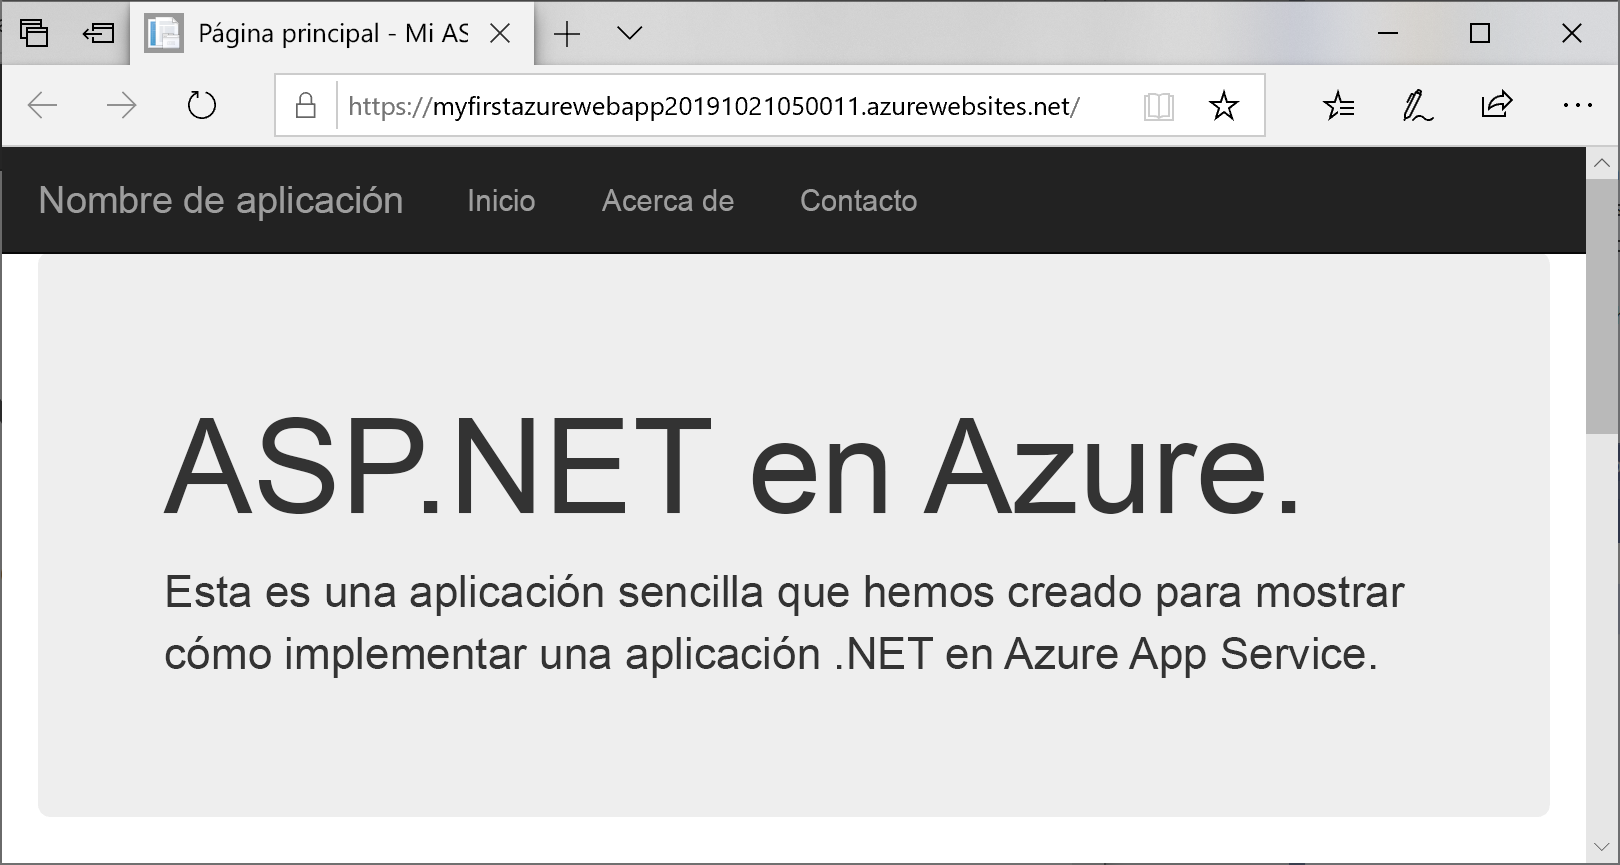 Página principal - Mi AS
https://myfirstazurewebapp20191021050011.azurewebsites.net/
Nombre de aplicación Inicio Acerca de Contacto
ASP.NET en Azure.
Esta es una aplicación sencilla que hemos creado para mostrar
cómo implementar una aplicación .NET en Azure App Service.